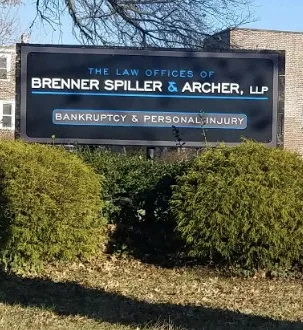 THE LAW OFFICES OF
BRENNER SPILLER & ARCHER, LLP
BANKRUPTCY & PERSONAL INJURY